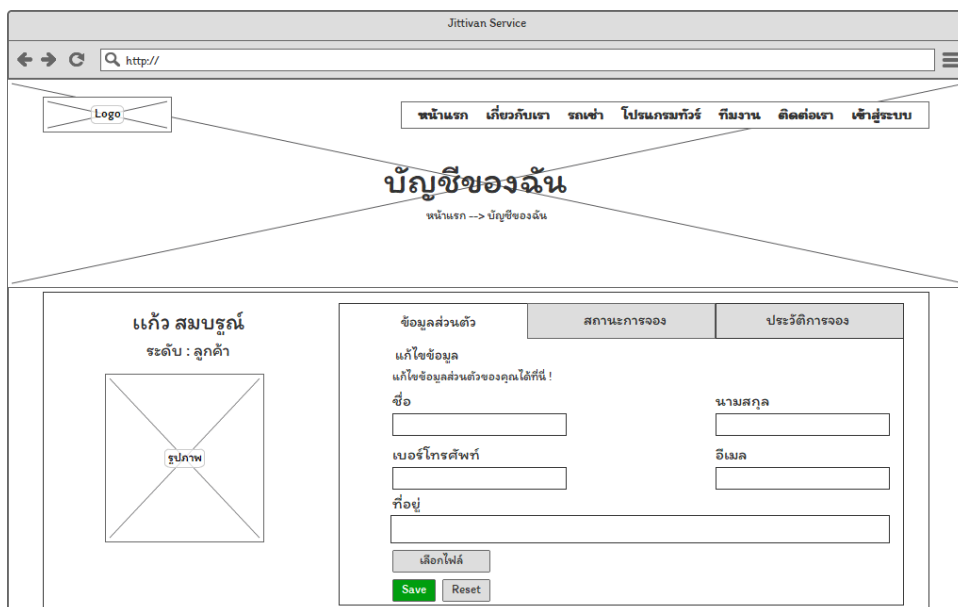 Jittivan Service
http://
Logo
หน้าแรก เกี่ยวกับเรา รถเช่า โปรแกรมทัวร์ ทีมงาน ติดต่อเรา เข้าสู่ระบบ
บัญชีของฉัน
หน้าแรก --> บัญชีของฉัน
แก้ว สมบรูณ์
ระดับ : ลูกค้า
รูปภาพ
ข้อมูลส่วนตัว สถานะการจอง ประวัติการจอง
แก้ไขข้อมูล
แก้ไขข้อมูลส่วนตัวของคุณได้ที่นี่ !
ชื่อ นามสกุล
เบอร์โทรศัพท์ อีเมล
ที่อยู่
เลือกไฟล์
Save Reset